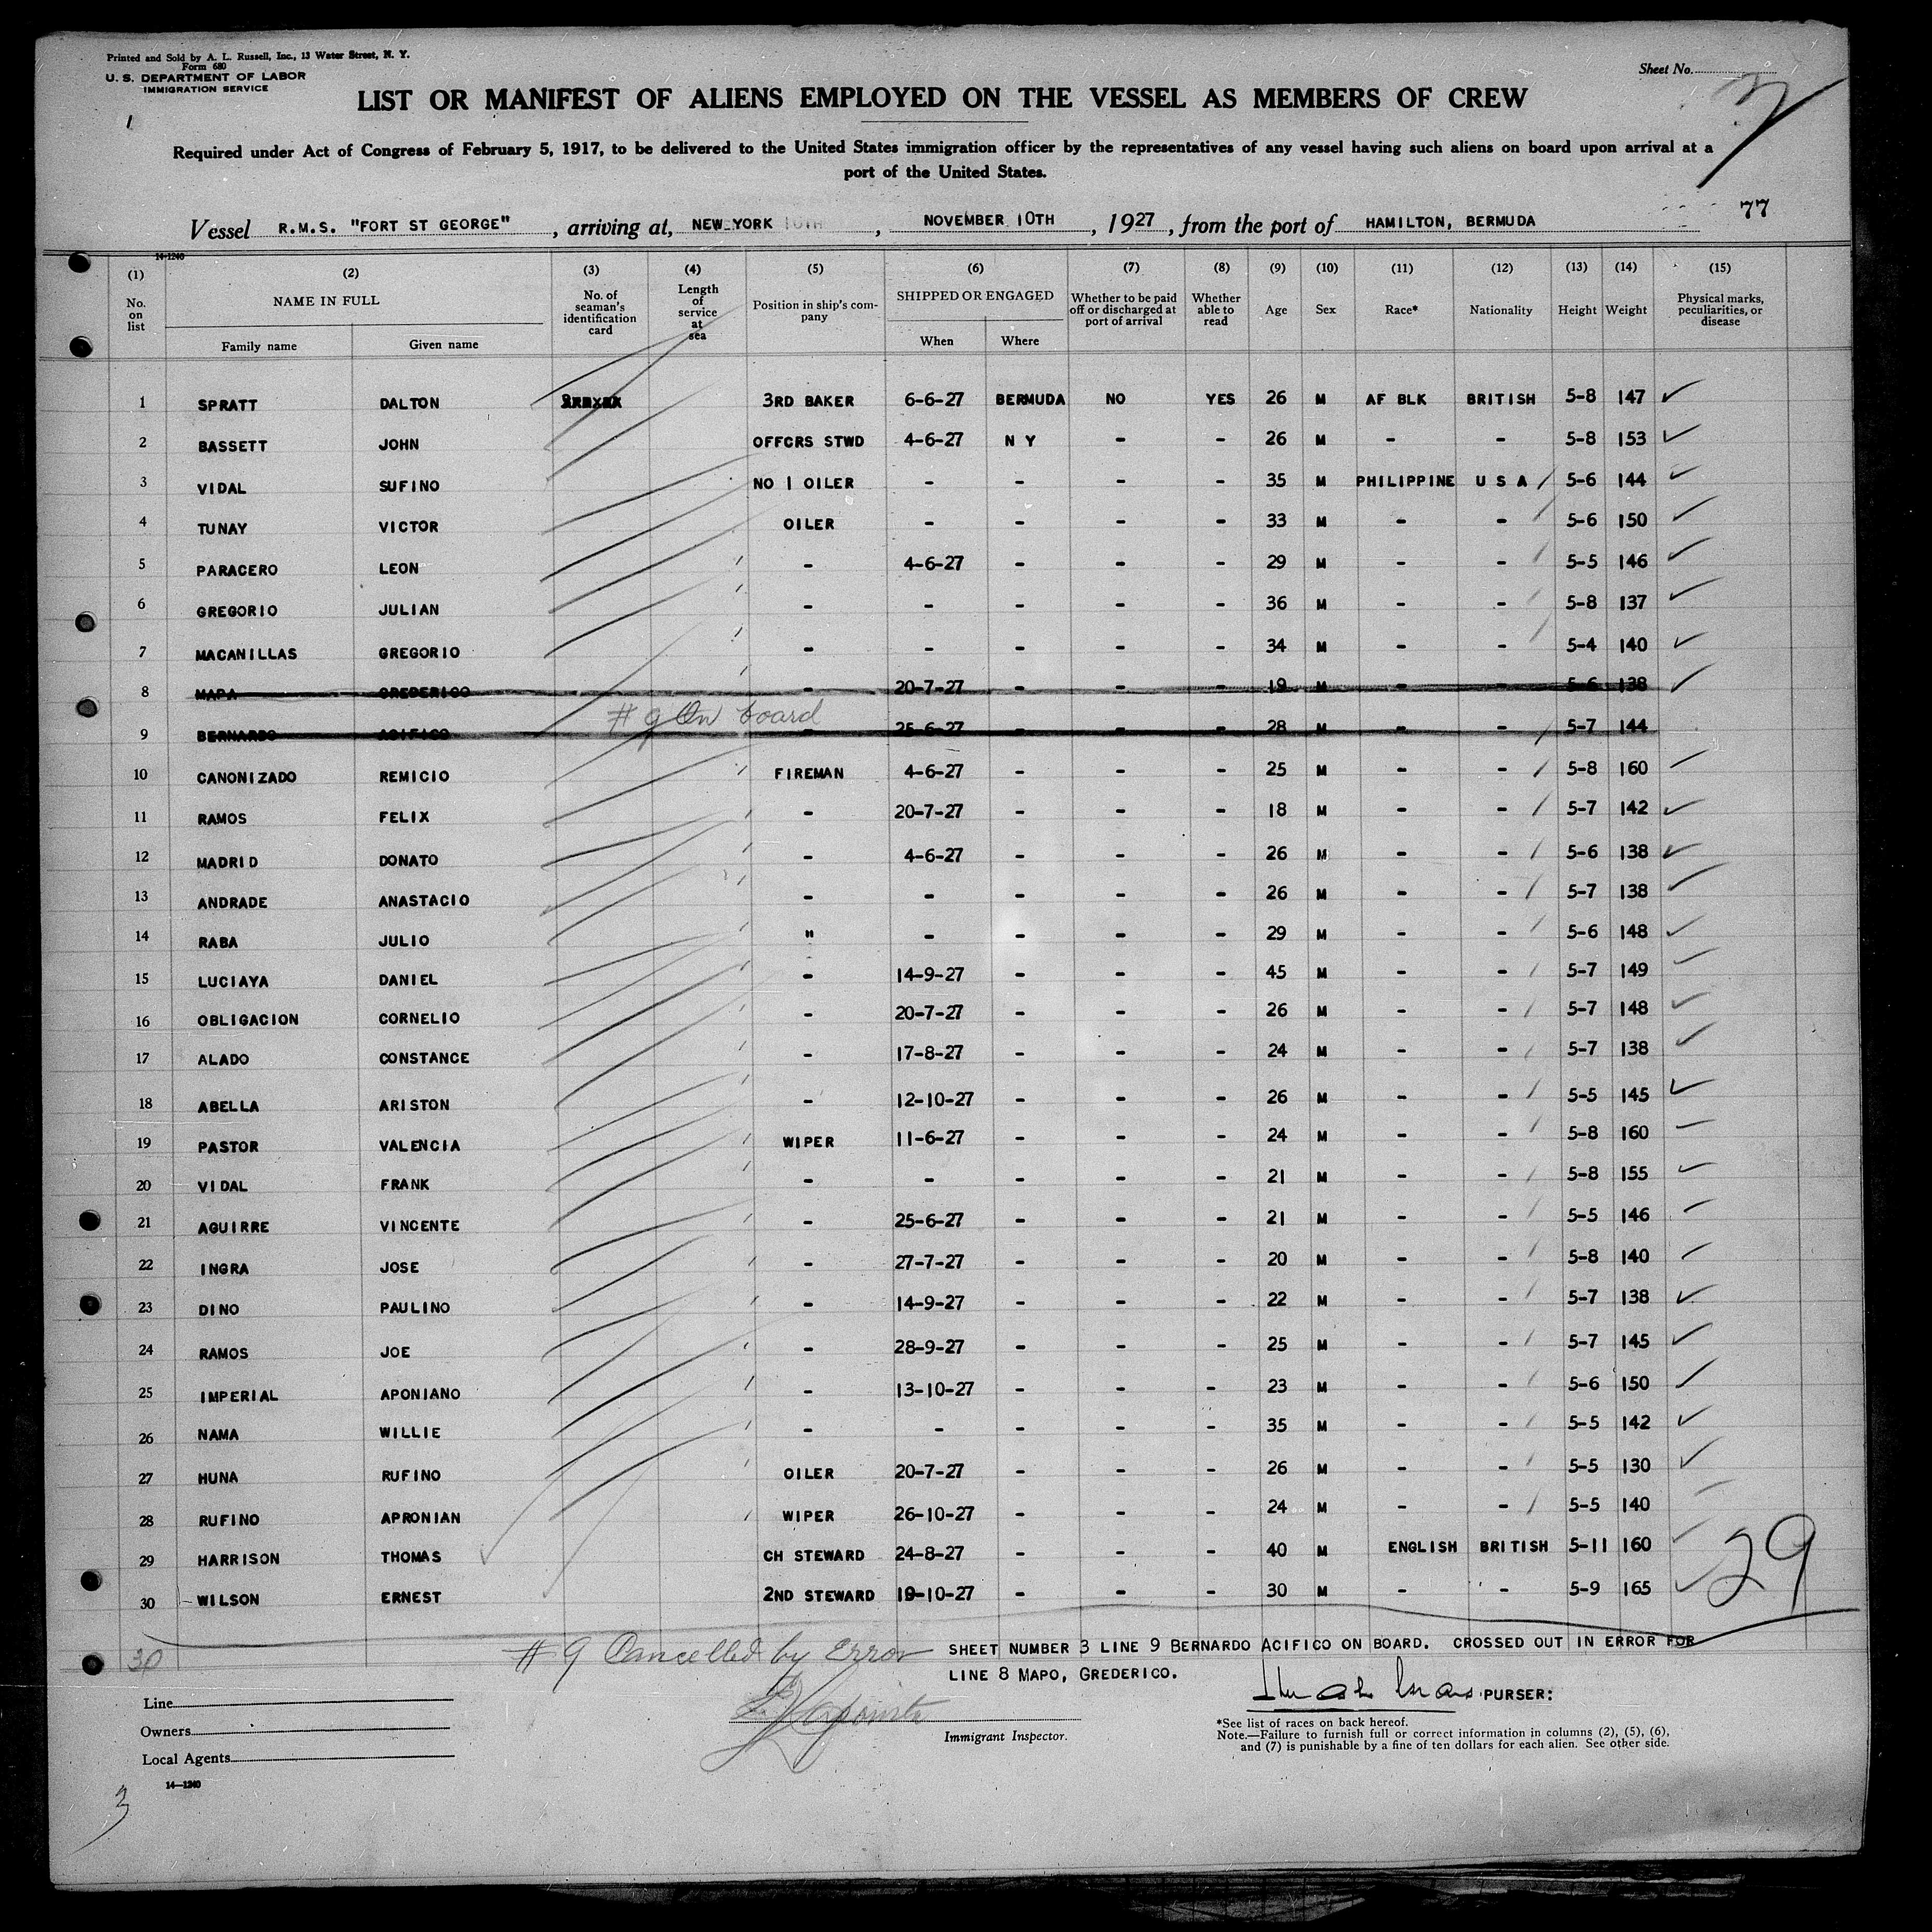 Printed and Sold by A. L. Russell, Inc., 13 Water Street, N. Y.
Form 680
U. S. DEPARTMENT OF LABOR
IMMIGRATION SERVICE
Sheet No.
3
1
LIST OR MANIFEST OF ALIENS EMPLOYED ON THE VESSEL AS MEMBERS OF CREW
Required under Act of Congress of February 5, 1917, to be delivered to the United States immigration officer by the representatives of any vessel having such aliens on board upon arrival at a
port of the United States.
77
Vessel R.M.S. "FORT ST GEORGE", arriving at, NEW YORK, NOVEMBER 10TH, 1927, from the port of HAMILTON, BERMUDA
14-1240
(1) (2) (3) (4) (5) (6) (7) (8) (9) (10) (11) (12) (13) (14) (15)
No. on list NAME IN FULL Family name Given name No. of seaman's identification card Length of service at sea Position in ship's company SHIPPED OR ENGAGED When Where Whether to be paid off or discharged at port of arrival Whether able to read Age Sex Race* Nationality Height Weight Physical marks, peculiarities, or disease
1 SPRATT DALTON 3RD BAKER 6-6-27 BERMUDA NO YES 26 M AF BLK BRITISH 5-8 147 ✓
2 BASSETT JOHN OFFCRS STWD 4-6-27 N Y - - 26 M - - 5-8 153 ✓
3 VIDAL SUFINO NO 1 OILER - - - - 35 M PHILIPPINE U S A 5-6 144 ✓
4 TUNAY VICTOR OILER - - - - 33 M - - 5-6 150 ✓
5 PARACERO LEON - 4-6-27 - - - 29 M - - 5-5 146 ✓
6 GREGORIO JULIAN - - - - - 36 M - - 5-8 137 ✓
7 MACANILLAS GREGORIO - - - - - 34 M - - 5-4 140 ✓
8 MAPA GREDERICO - 20-7-27 - - - 19 M - - 5-6 138 ✓
# 9 On board
9 BERNARDO ACIFICO - 25-6-27 - - - 28 M - - 5-7 144
10 CANONIZADO REMICIO FIREMAN 4-6-27 - - - 25 M - - 5-8 160 ✓
11 RAMOS FELIX - 20-7-27 - - - 18 M - - 5-7 142 ✓
12 MADRID DONATO - 4-6-27 - - - 26 M - - 5-6 138 ✓
13 ANDRADE ANASTACIO - - - - - 26 M - - 5-7 138 ✓
14 RABA JULIO " - - - - 29 M - - 5-6 148 ✓
15 LUCIAYA DANIEL - 14-9-27 - - - 45 M - - 5-7 149 ✓
16 OBLIGACION CORNELIO - 20-7-27 - - - 26 M - - 5-7 148 ✓
17 ALADO CONSTANCE - 17-8-27 - - - 24 M - - 5-7 138 ✓
18 ABELLA ARISTON - 12-10-27 - - - 26 M - - 5-5 145 ✓
19 PASTOR VALENCIA WIPER 11-6-27 - - - 24 M - - 5-8 160 ✓
20 VIDAL FRANK - - - - - 21 M - - 5-8 155 ✓
21 AGUIRRE VINCENTE - 25-6-27 - - - 21 M - - 5-5 146 ✓
22 INGRA JOSE - 27-7-27 - - - 20 M - - 5-8 140 ✓
23 DINO PAULINO - 14-9-27 - - - 22 M - - 5-7 138 ✓
24 RAMOS JOE - 28-9-27 - - - 25 M - - 5-7 145 ✓
25 IMPERIAL APONIANO - 13-10-27 - - - 23 M - - 5-6 150 ✓
26 NAMA WILLIE - - - - - 35 M - - 5-5 142 ✓
27 HUNA RUFINO OILER 20-7-27 - - - 26 M - - 5-5 130 ✓
28 RUFINO APRONIAN WIPER 26-10-27 - - - 24 M - - 5-5 140 ✓
29 HARRISON THOMAS CH STEWARD 24-8-27 - - - 40 M ENGLISH BRITISH 5-11 160 ✓
30 WILSON ERNEST 2ND STEWARD 19-10-27 - - - 30 M - - 5-9 165 ✓
29
30
# 9 Cancelled by Error
SHEET NUMBER 3 LINE 9 BERNARDO ACIFICO ON BOARD. CROSSED OUT IN ERROR FOR
LINE 8 MAPO, GREDERICO.
PURSER:
Line
Owners
Local Agents
Immigrant Inspector.
*See list of races on back hereof.
Note.—Failure to furnish full or correct information in columns (2), (5), (6),
and (7) is punishable by a fine of ten dollars for each alien. See other side.
14—1240
3